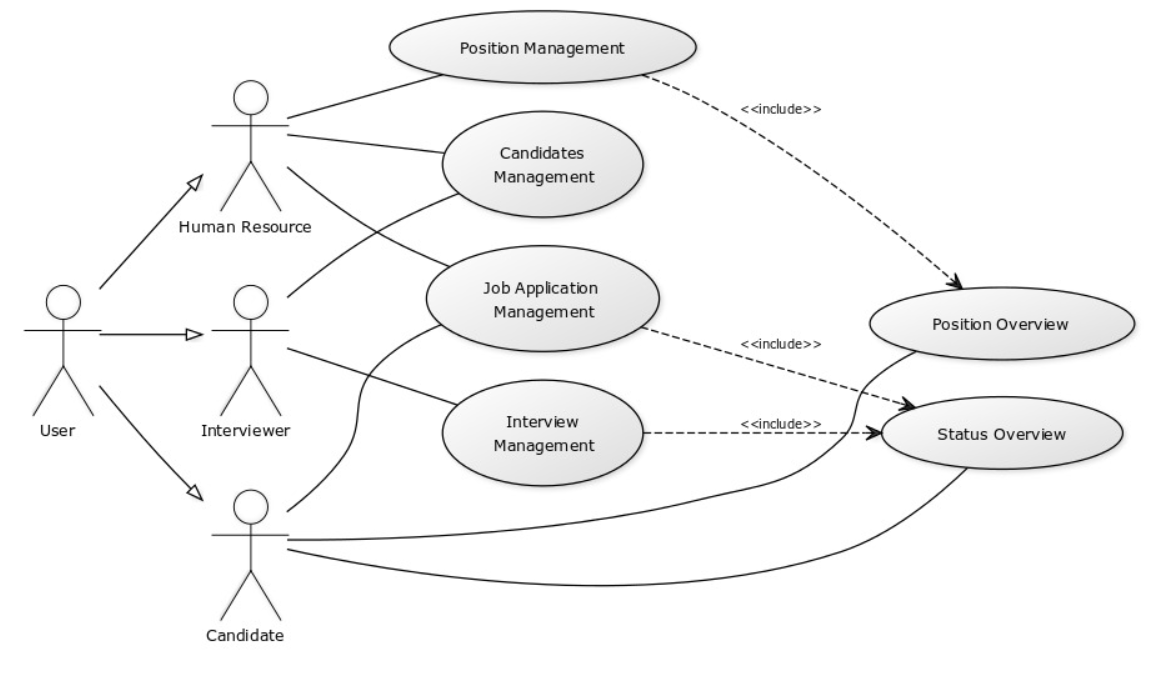 Position Management
<<include>>
Candidates
Management
Human Resource
Job Application
Management
Position Overview
<<include>>
User
Interviewer
Interview
Management
<<include>>
Status Overview
Candidate